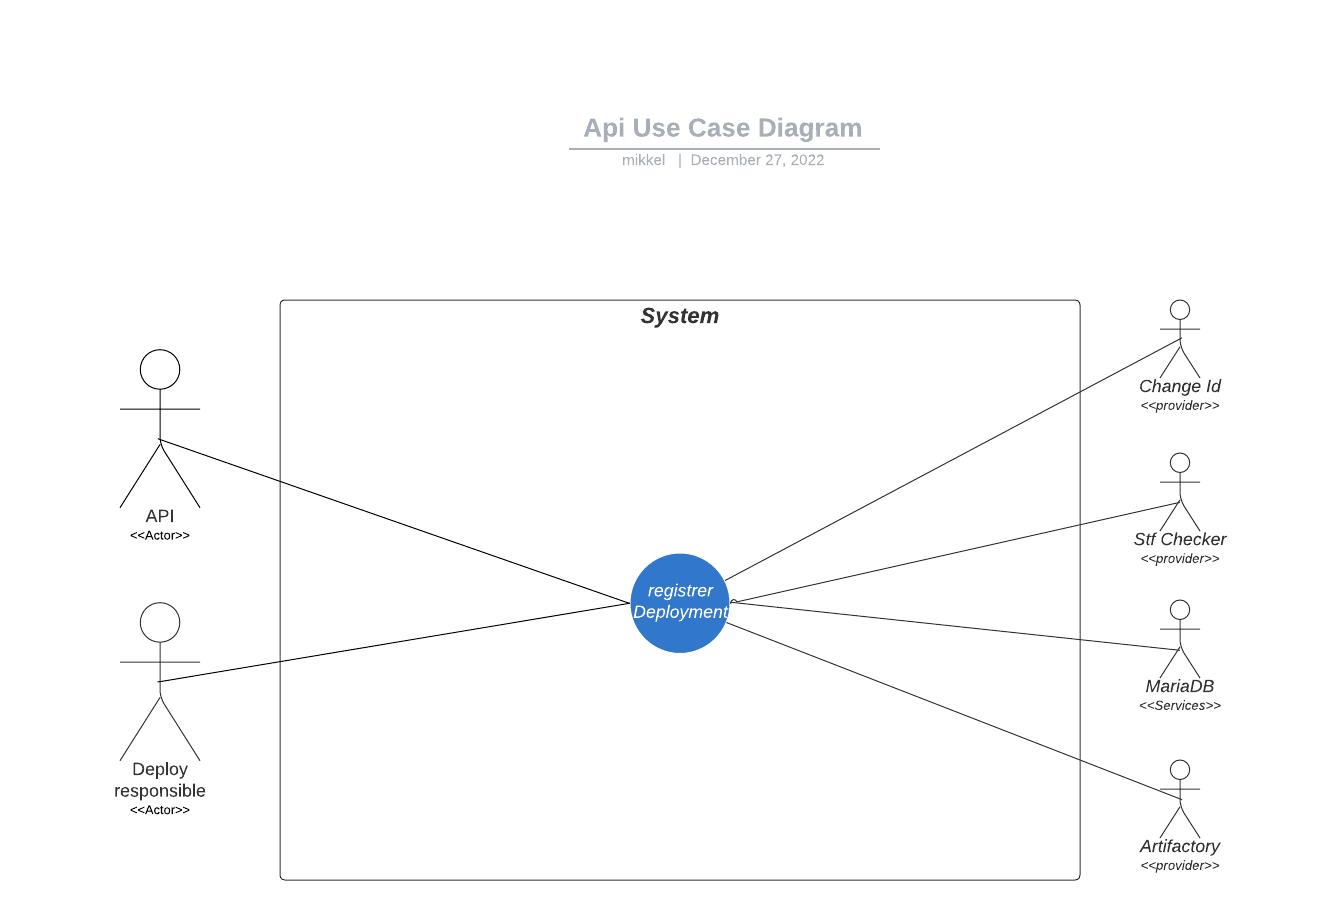 Api Use Case Diagram
mikkel | December 27, 2022
System
API
<<Actor>>
Deploy
responsible
<<Actor>>
registrer
Deployment
Change Id
<<provider>>
Stf Checker
<<provider>>
MariaDB
<<Services>>
Artifactory
<<provider>>